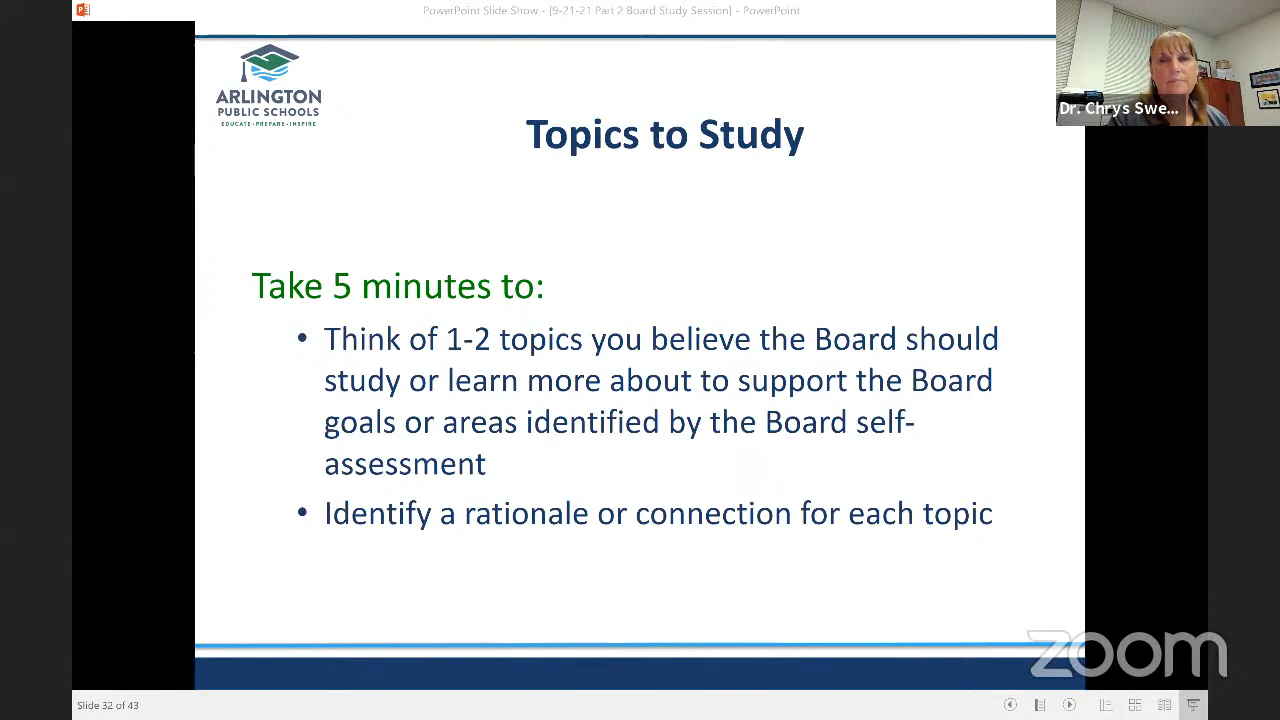 PowerPoint Slide Show - [9-21-21 Part 2 Board Study Session] - PowerPoint
ARLINGTON
PUBLIC SCHOOLS
EDUCATE • PREPARE • INSPIRE
Dr. Chrys Swe...
Topics to Study
Take 5 minutes to:
• Think of 1-2 topics you believe the Board should
study or learn more about to support the Board
goals or areas identified by the Board self-
assessment
• Identify a rationale or connection for each topic
zoom
Slide 32 of 43